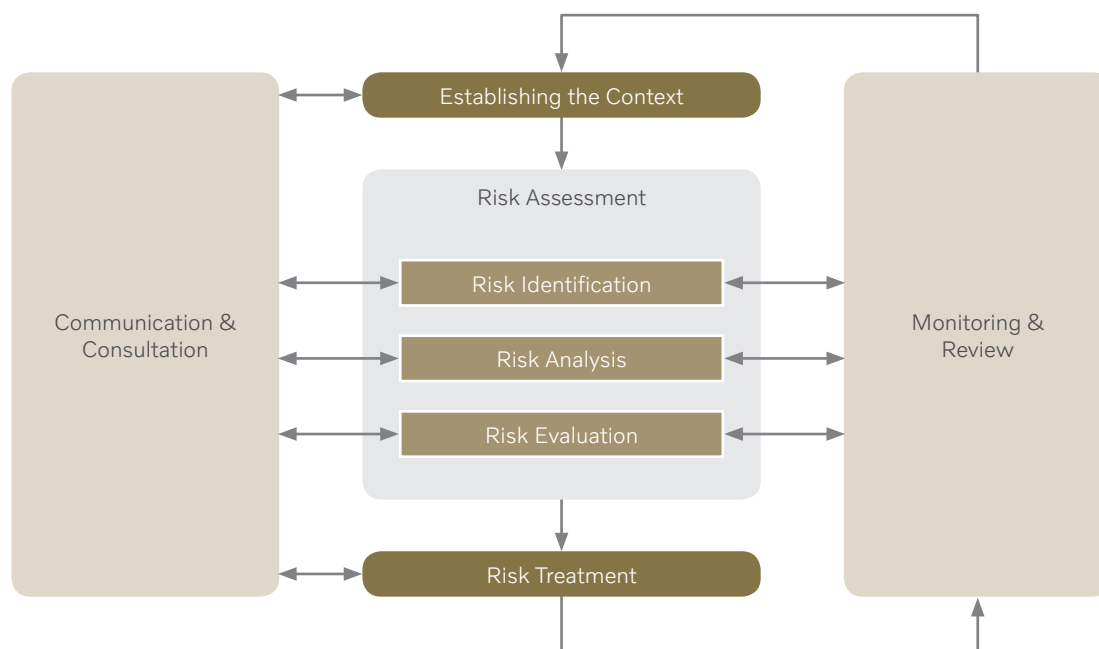 Establishing the Context
Risk Assessment
Risk Identification
Communication &
Consultation
Risk Analysis
Monitoring &
Review
Risk Evaluation
Risk Treatment